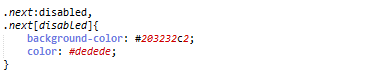 .next:disabled,
.next[disabled]{
    background-color: #203232c2;
    color: #dedede;
}